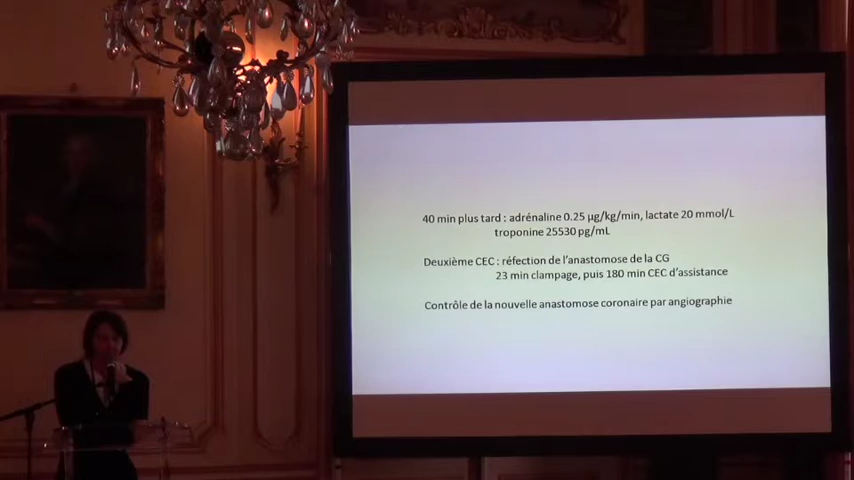 40 min plus tard : adrénaline 0.25 µg/kg/min, lactate 20 mmol/L
troponine 25530 pg/mL
Deuxième CEC : réfection de l'anastomose de la CG
23 min clampage, puis 180 min CEC d'assistance
Contrôle de la nouvelle anastomose coronaire par angiographie